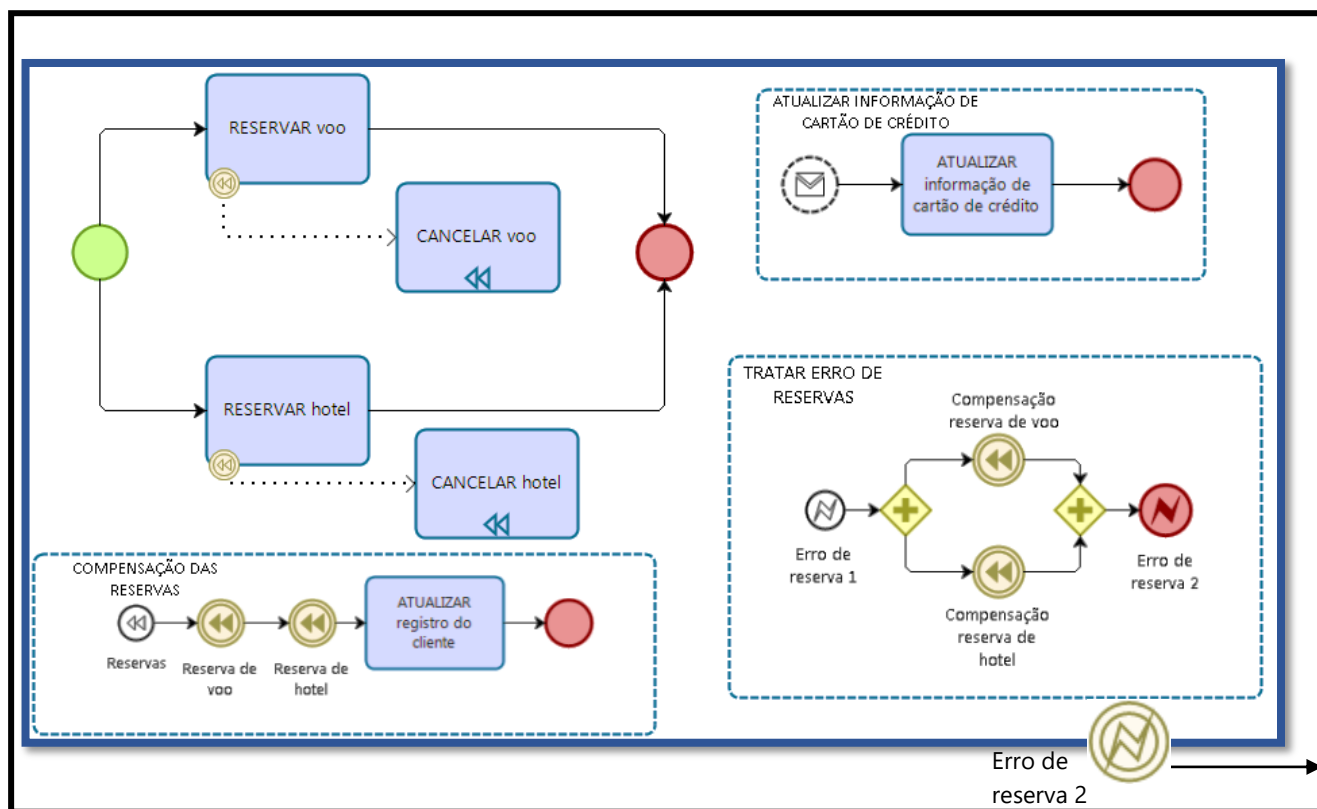 RESERVAR voo
CANCELAR voo
RESERVAR hotel
CANCELAR hotel
ATUALIZAR INFORMAÇÃO DE
CARTÃO DE CRÉDITO
ATUALIZAR
informação de
cartão de crédito
TRATAR ERRO DE
RESERVAS
Compensação
reserva de voo
Erro de
reserva 1
Erro de
reserva 2
Compensação
reserva de
hotel
COMPENSAÇÃO DAS
RESERVAS
Reservas
Reserva de
voo
Reserva de
hotel
ATUALIZAR
registro do
cliente
Erro de
reserva 2